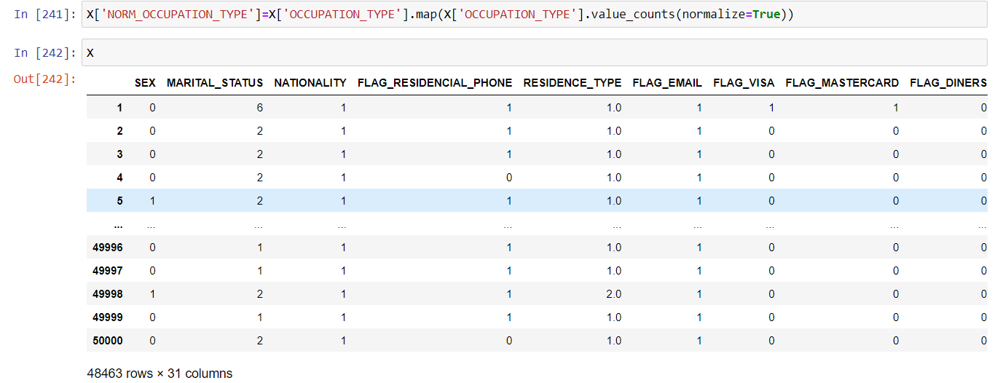 In [241]: X['NORM_OCCUPATION_TYPE']=X['OCCUPATION_TYPE'].map(X['OCCUPATION_TYPE'].value_counts(normalize=True))
In [242]: X
Out[242]:
SEX MARITAL_STATUS NATIONALITY FLAG_RESIDENCIAL_PHONE RESIDENCE_TYPE FLAG_EMAIL FLAG_VISA FLAG_MASTERCARD FLAG_DINERS
1 0 6 1 1 1.0 1 1 1 0
2 0 2 1 1 1.0 1 0 0 0
3 0 2 1 1 1.0 1 0 0 0
4 0 2 1 0 1.0 1 0 0 0
5 1 2 1 1 1.0 1 0 0 0
... ... ... ... ... ... ... ... ... ...
49996 0 1 1 1 1.0 1 0 0 0
49997 0 1 1 1 1.0 1 0 0 0
49998 1 2 1 1 2.0 1 0 0 0
49999 0 1 1 1 1.0 1 0 0 0
50000 0 2 1 0 1.0 1 0 0 0
48463 rows × 31 columns